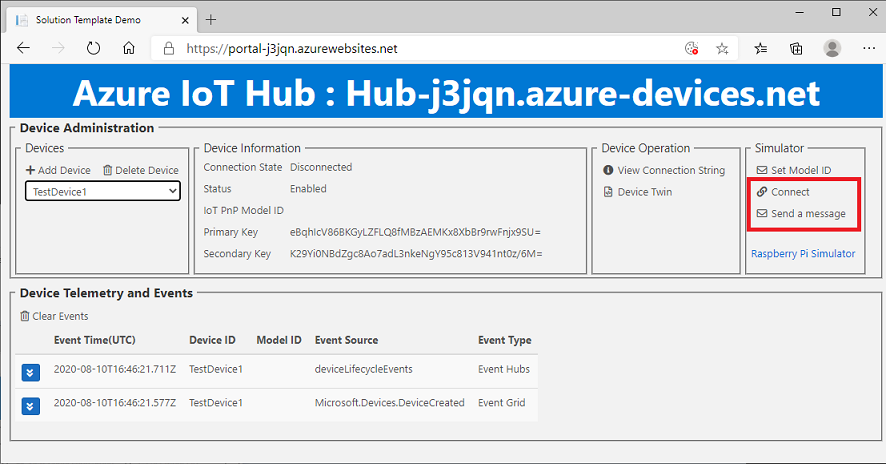 Solution Template Demo
https://portal-j3jqn.azurewebsites.net
Azure IoT Hub : Hub-j3jqn.azure-devices.net
Device Administration
Devices
Add Device Delete Device
TestDevice1
Device Information
Connection State Disconnected
Status Enabled
IoT PnP Model ID
Primary Key eBqhIcV86BKGyLZFLQ8fMBzAEMKx8XbBr9rwFnjx9SU=
Secondary Key K29Yi0NBdZgc8Ao7adL3nkeNgY95c813V941nt0z/6M=
Device Operation
View Connection String
Device Twin
Simulator
Set Model ID
Connect
Send a message
Raspberry Pi Simulator
Device Telemetry and Events
Clear Events
Event Time(UTC) Device ID Model ID Event Source Event Type
2020-08-10T16:46:21.711Z TestDevice1 deviceLifecycleEvents Event Hubs
2020-08-10T16:46:21.577Z TestDevice1 Microsoft.Devices.DeviceCreated Event Grid